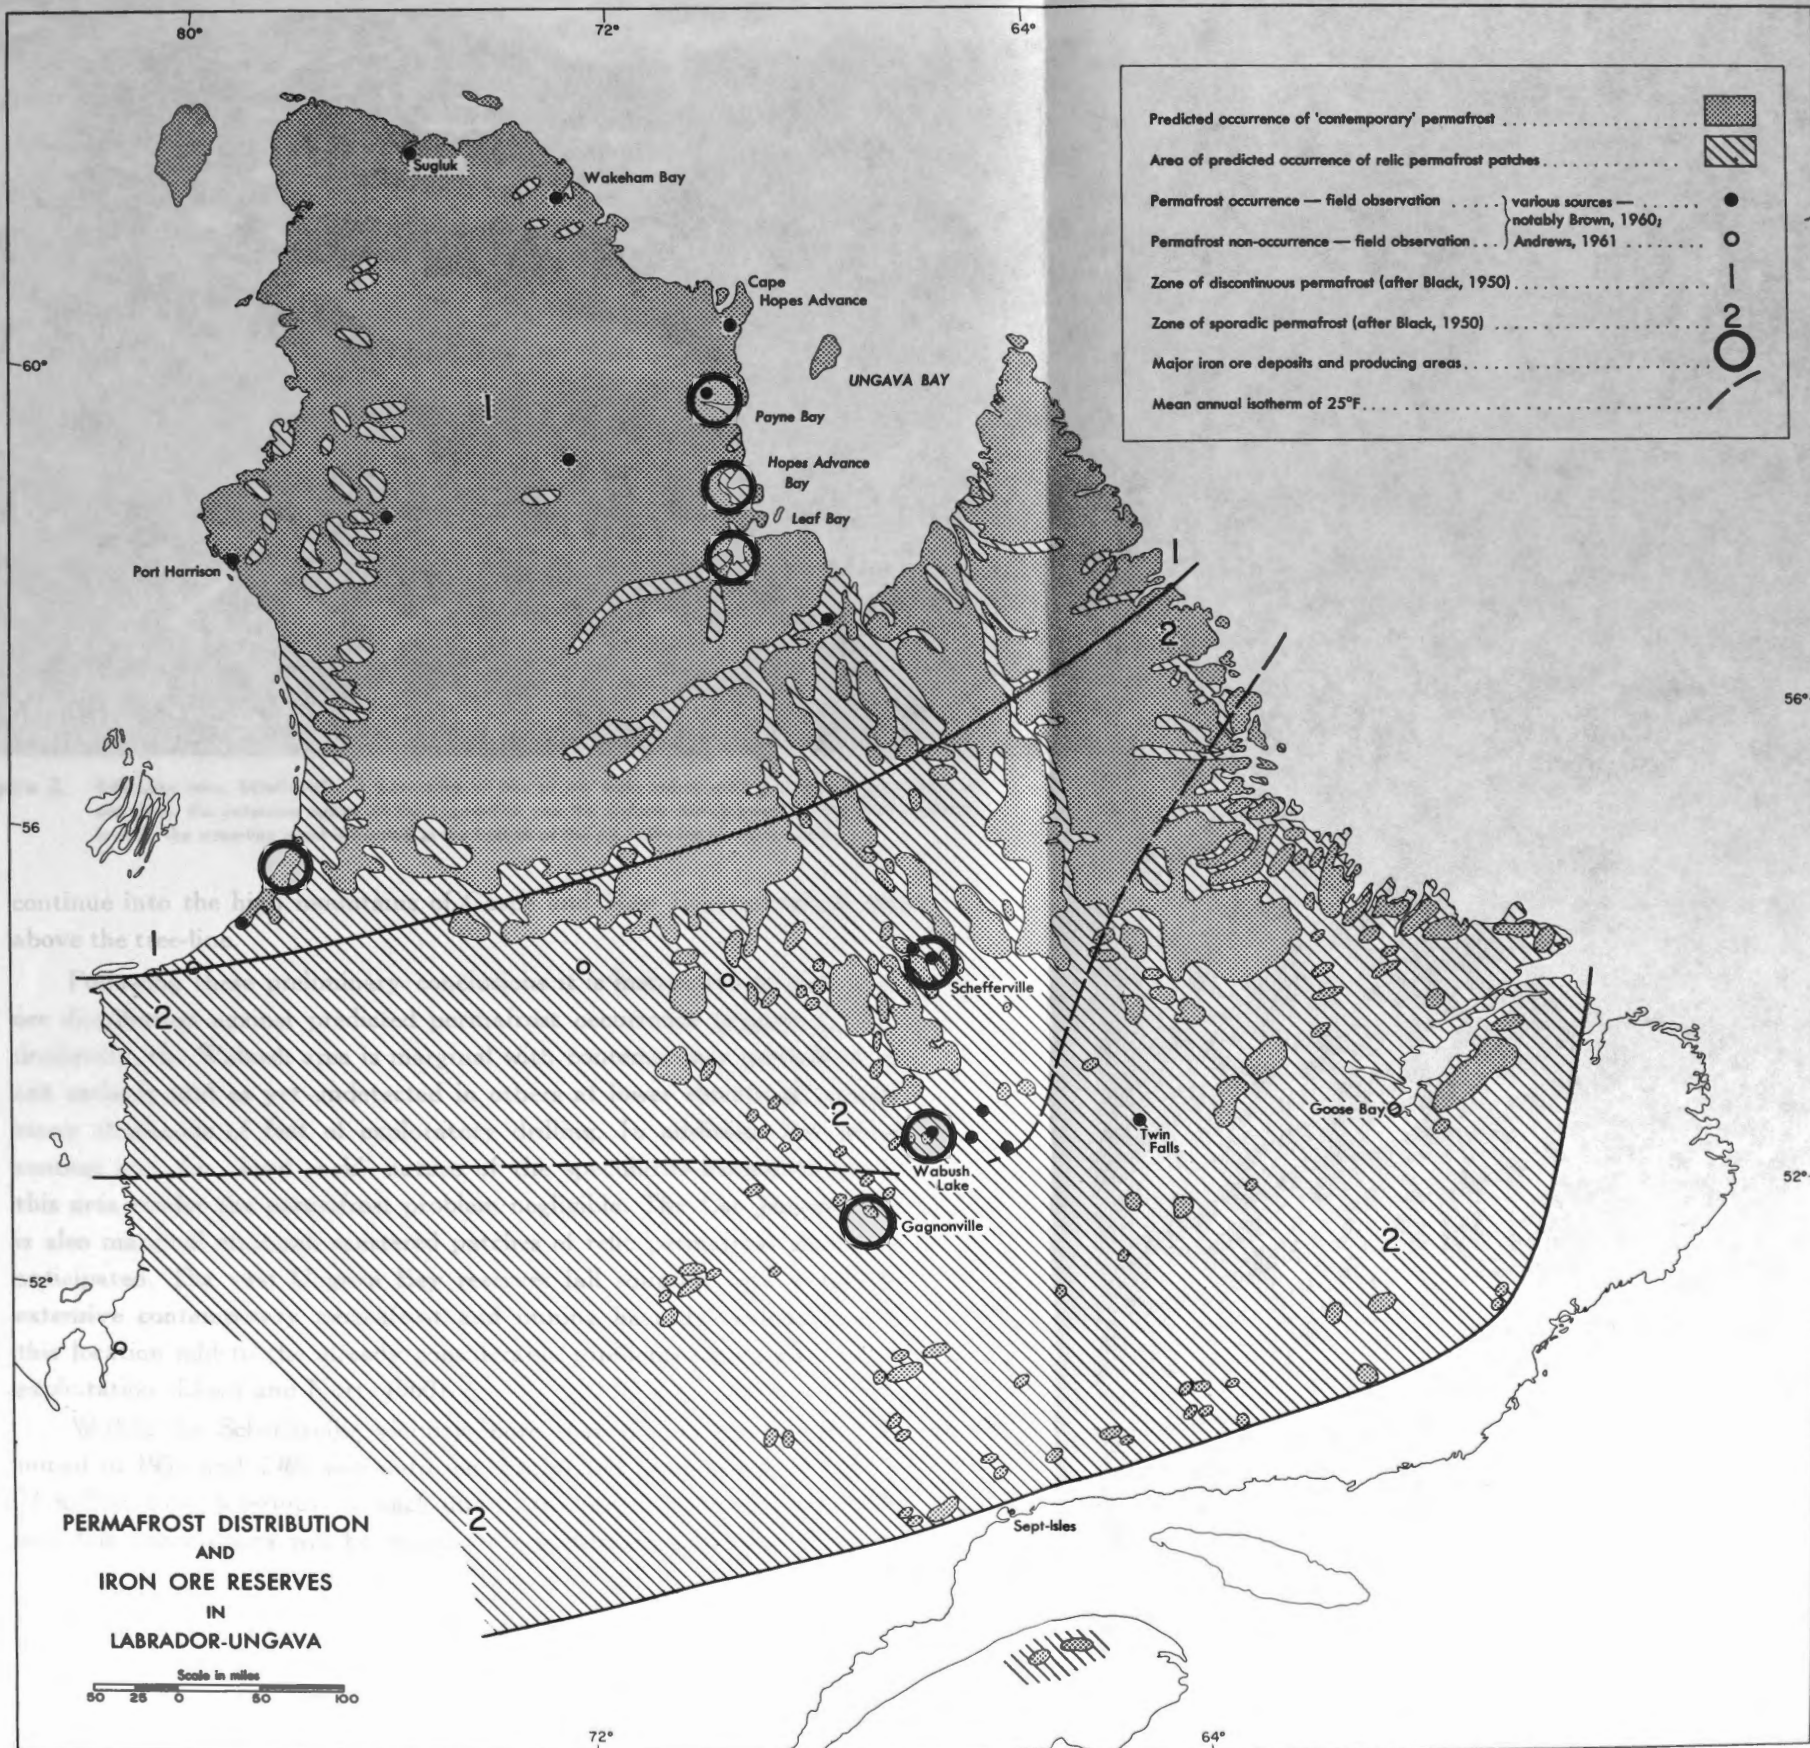 80°
72°
64°
Predicted occurrence of 'contemporary' permafrost ........................
Area of predicted occurrence of relic permafrost patches .................
Permafrost occurrence — field observation ..... } various sources — ......
notably Brown, 1960;
Permafrost non-occurrence — field observation ... } Andrews, 1961 ........
Zone of discontinuous permafrost (after Black, 1950) ........................ 1
Zone of sporadic permafrost (after Black, 1950) ........................ 2
Major iron ore deposits and producing areas ........................
Mean annual isotherm of 25°F ........................
Sugluk
Wakeham Bay
Cape
Hopes Advance
60°
UNGAVA BAY
1
Payne Bay
Hopes Advance
Bay
Leaf Bay
Port Harrison
1
2
56°
56
continue into the
above the tree-
1
2
Schefferville
2
Goose Bay
Twin
Falls
Wabush
Lake
52°
Gagnonville
2
52°
2
Sept-Isles
PERMAFROST DISTRIBUTION
AND
IRON ORE RESERVES
IN
LABRADOR-UNGAVA
Scale in miles
50 25 0 50 100
72°
64°